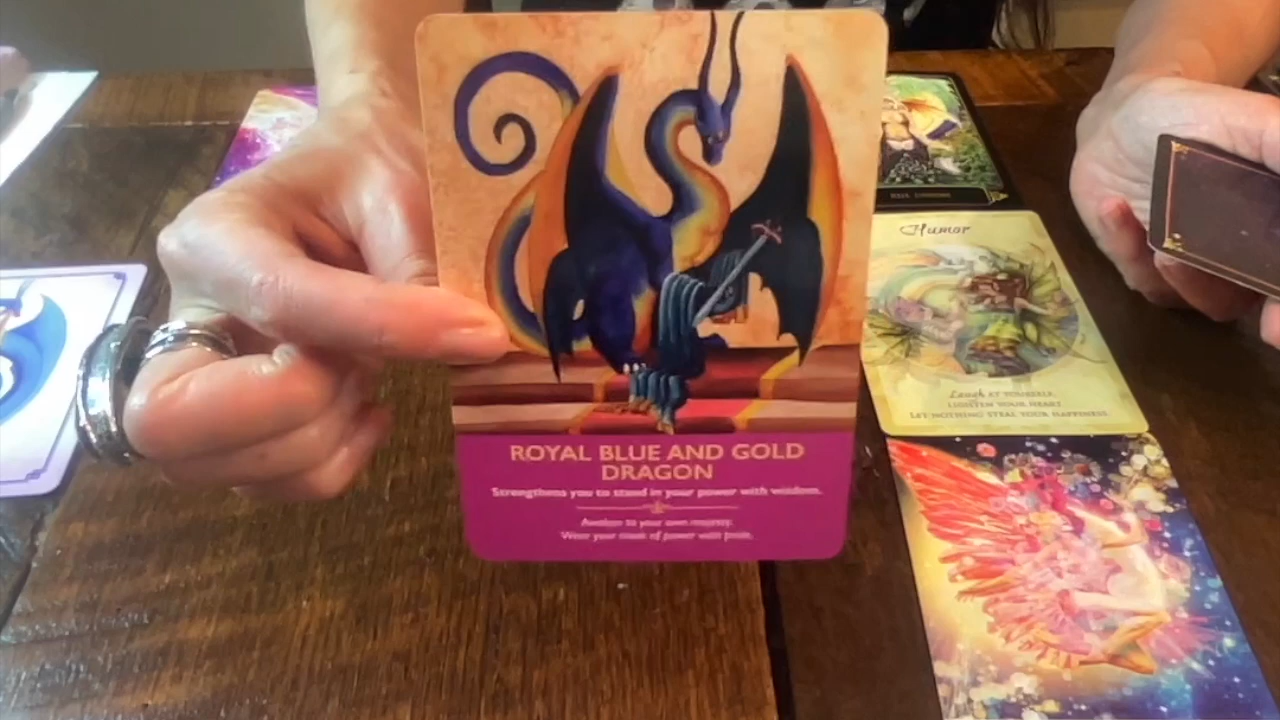 ROYAL BLUE AND GOLD
DRAGON
Strengthens you to stand in your power with wisdom.
Awaken to your own majesty.
Wear your cloak of power with pride.
Humor
Laugh AT YOURSELF,
LIGHTEN YOUR HEART
LET NOTHING STEAL YOUR HAPPINESS